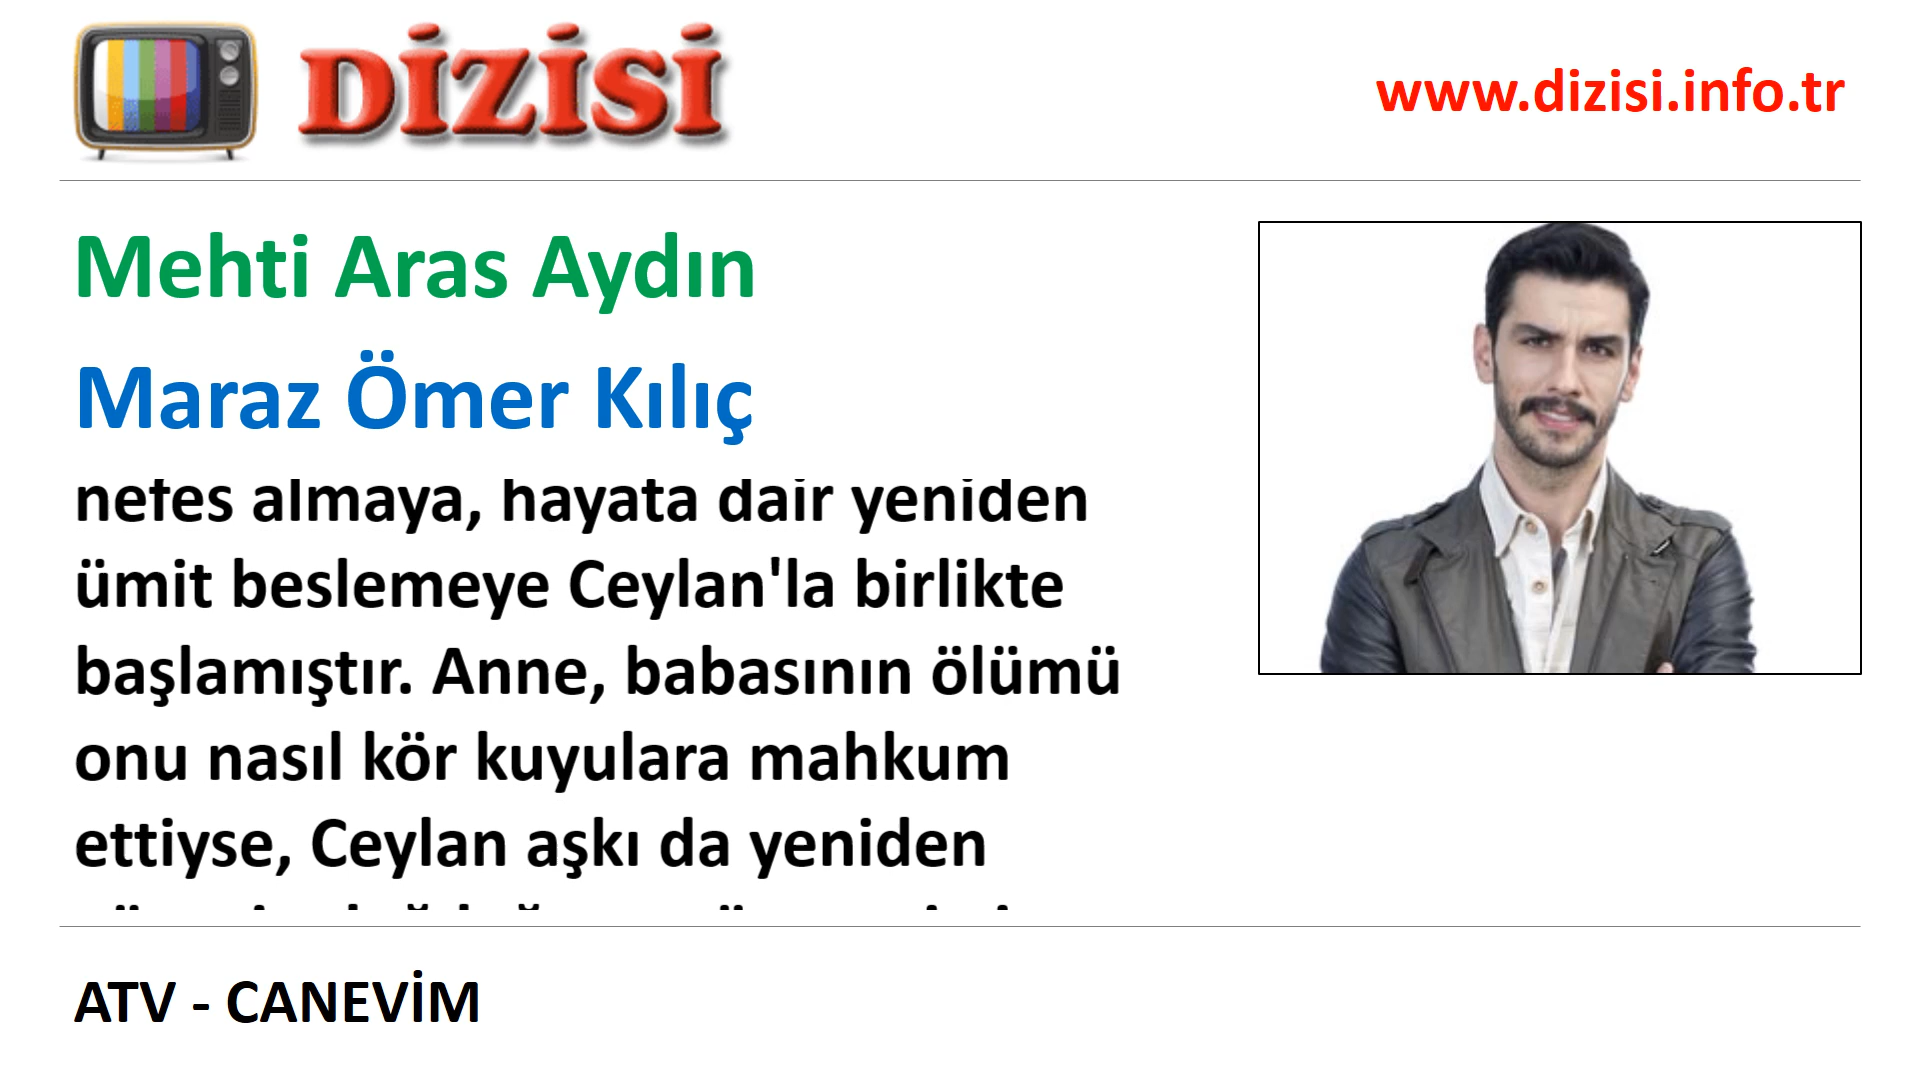 DİZİSİ
www.dizisi.info.tr
Mehti Aras Aydın
Maraz Ömer Kılıç
nefes almaya, hayata dair yeniden
ümit beslemeye Ceylan'la birlikte
başlamıştır. Anne, babasının ölümü
onu nasıl kör kuyulara mahkum
ettiyse, Ceylan aşkı da yeniden
ATV - CANEVİM